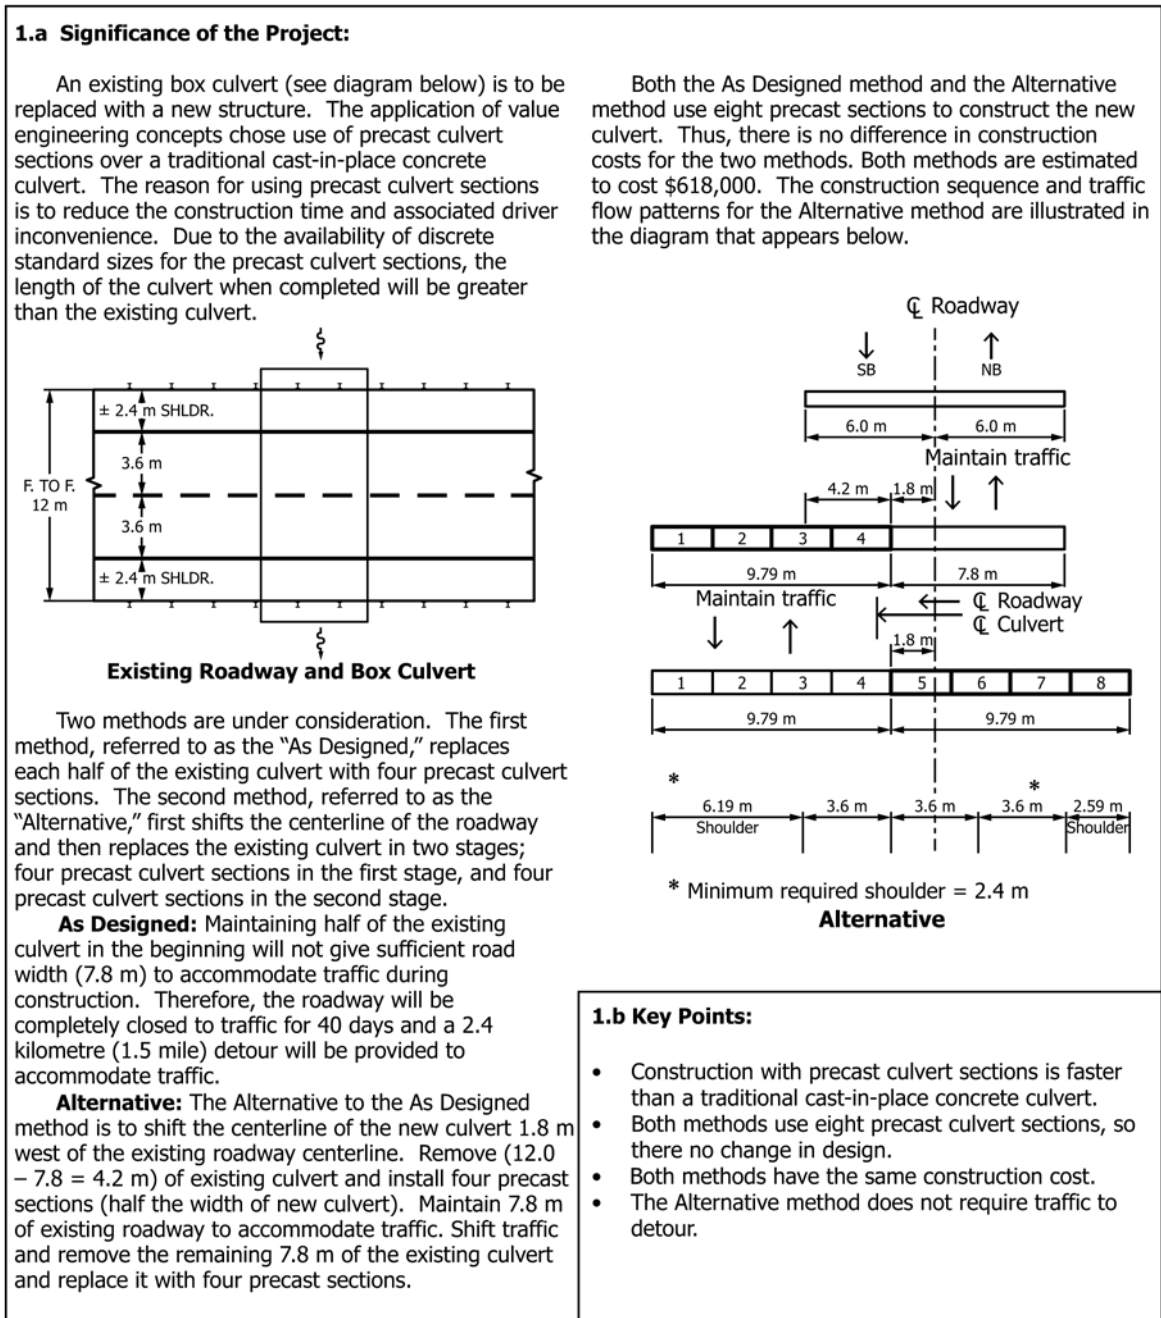 1.a Significance of the Project:
An existing box culvert (see diagram below) is to be
replaced with a new structure. The application of value
engineering concepts chose use of precast culvert
sections over a traditional cast-in-place concrete
culvert. The reason for using precast culvert sections
is to reduce the construction time and associated driver
inconvenience. Due to the availability of discrete
standard sizes for the precast culvert sections, the
length of the culvert when completed will be greater
than the existing culvert.
± 2.4 m SHLDR.
3.6 m
F. TO F.
12 m
3.6 m
± 2.4 m SHLDR.
Existing Roadway and Box Culvert
Two methods are under consideration. The first
method, referred to as the “As Designed,” replaces
each half of the existing culvert with four precast culvert
sections. The second method, referred to as the
“Alternative,” first shifts the centerline of the roadway
and then replaces the existing culvert in two stages;
four precast culvert sections in the first stage, and four
precast culvert sections in the second stage.
As Designed: Maintaining half of the existing
culvert in the beginning will not give sufficient road
width (7.8 m) to accommodate traffic during
construction. Therefore, the roadway will be
completely closed to traffic for 40 days and a 2.4
kilometre (1.5 mile) detour will be provided to
accommodate traffic.
Alternative: The Alternative to the As Designed
method is to shift the centerline of the new culvert 1.8 m
west of the existing roadway centerline. Remove (12.0
– 7.8 = 4.2 m) of existing culvert and install four precast
sections (half the width of new culvert). Maintain 7.8 m
of existing roadway to accommodate traffic. Shift traffic
and remove the remaining 7.8 m of the existing culvert
and replace it with four precast sections.
Both the As Designed method and the Alternative
method use eight precast sections to construct the new
culvert. Thus, there is no difference in construction
costs for the two methods. Both methods are estimated
to cost $618,000. The construction sequence and traffic
flow patterns for the Alternative method are illustrated in
the diagram that appears below.
℄ Roadway
SB NB
6.0 m 6.0 m
Maintain traffic
4.2 m 1.8 m
1 2 3 4
9.79 m 7.8 m
Maintain traffic
℄ Roadway
℄ Culvert
1.8 m
1 2 3 4 5 6 7 8
9.79 m 9.79 m
* *
6.19 m 3.6 m 3.6 m 3.6 m 2.59 m
Shoulder Shoulder
* Minimum required shoulder = 2.4 m
Alternative
1.b Key Points:
• Construction with precast culvert sections is faster
than a traditional cast-in-place concrete culvert.
• Both methods use eight precast culvert sections, so
there no change in design.
• Both methods have the same construction cost.
• The Alternative method does not require traffic to
detour.